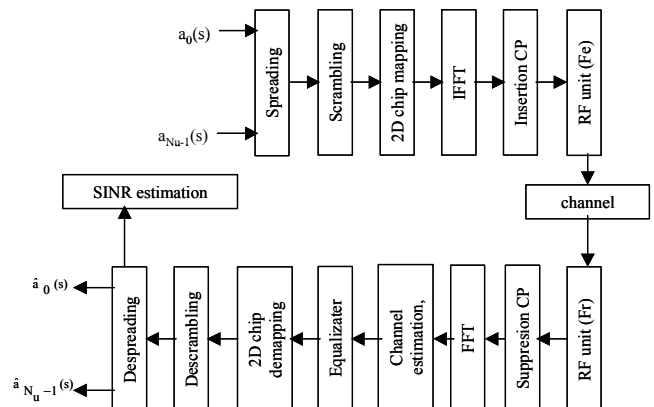 a0(s)
aNu-1(s)
Spreading
Scrambling
2D chip mapping
IFFT
Insertion CP
RF unit (Fe)
SINR estimation
channel
â 0 (s)
â Nu −1 (s)
Despreading
Descrambling
2D chip
demapping
Equalizater
Channel
estimation,
FFT
Suppresion CP
RF unit (Fr)